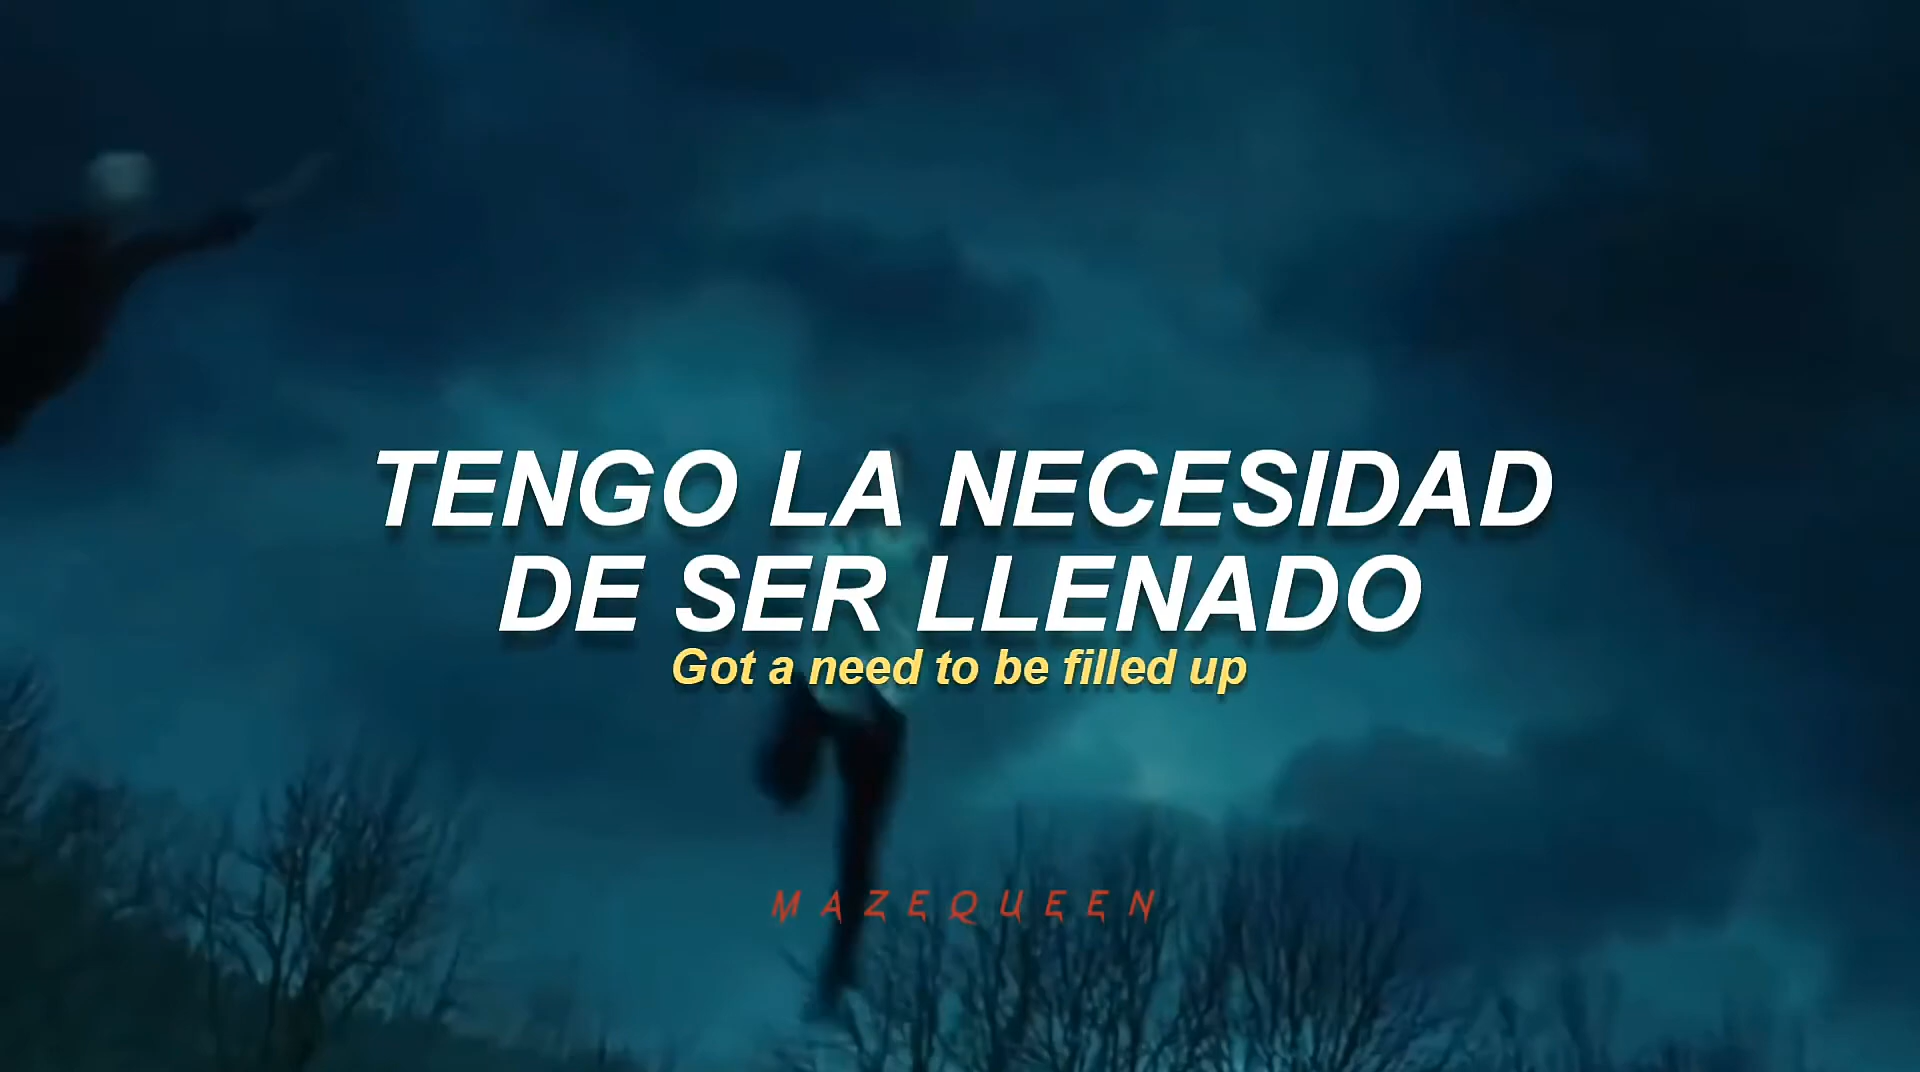 TENGO LA NECESIDAD
DE SER LLENADO
Got a need to be filled up
MAZEQUEEN